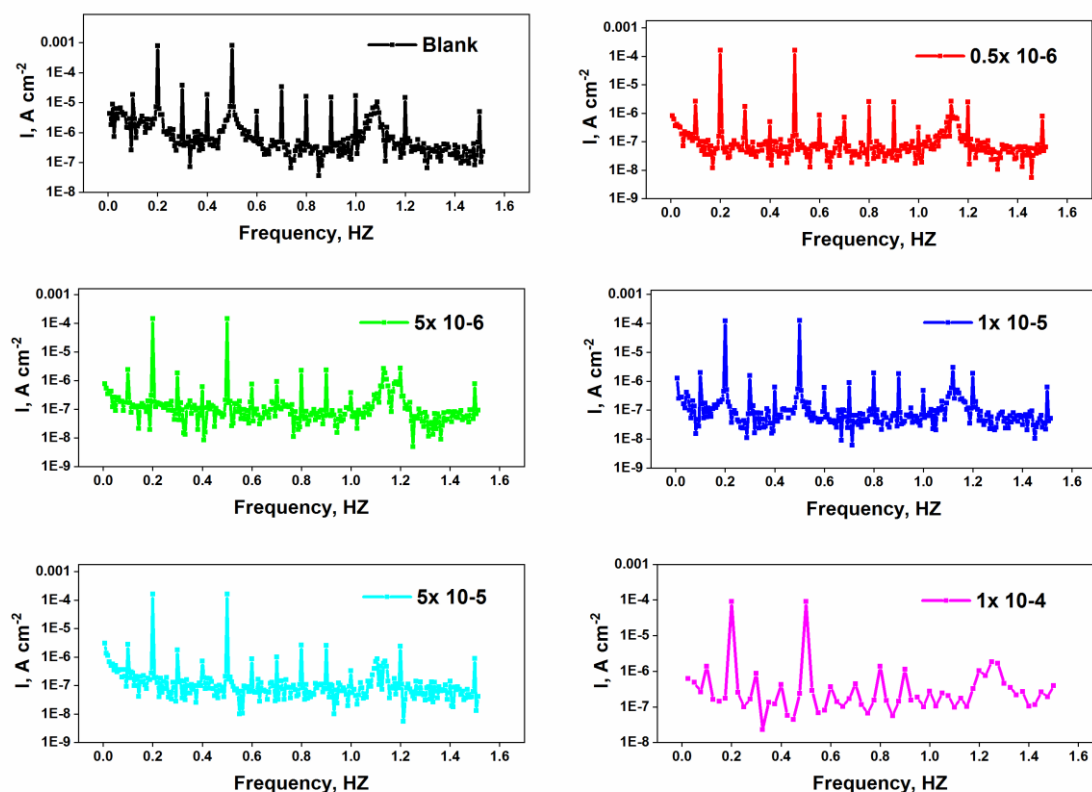 Blank
0.001
1E-4
1E-5
1E-6
1E-7
1E-8
I, A cm-2
0.0 0.2 0.4 0.6 0.8 1.0 1.2 1.4 1.6
Frequency, HZ
0.5x 10-6
0.001
1E-4
1E-5
1E-6
1E-7
1E-8
1E-9
I, A cm-2
0.0 0.2 0.4 0.6 0.8 1.0 1.2 1.4 1.6
Frequency, HZ
5x 10-6
0.001
1E-4
1E-5
1E-6
1E-7
1E-8
1E-9
I, A cm-2
0.0 0.2 0.4 0.6 0.8 1.0 1.2 1.4 1.6
Frequency, HZ
1x 10-5
0.001
1E-4
1E-5
1E-6
1E-7
1E-8
1E-9
I, A cm-2
0.0 0.2 0.4 0.6 0.8 1.0 1.2 1.4 1.6
Frequency, HZ
5x 10-5
0.001
1E-4
1E-5
1E-6
1E-7
1E-8
1E-9
I, A cm-2
0.0 0.2 0.4 0.6 0.8 1.0 1.2 1.4 1.6
Frequency, HZ
1x 10-4
0.001
1E-4
1E-5
1E-6
1E-7
1E-8
I, A cm-2
0.0 0.2 0.4 0.6 0.8 1.0 1.2 1.4 1.6
Frequency, HZ